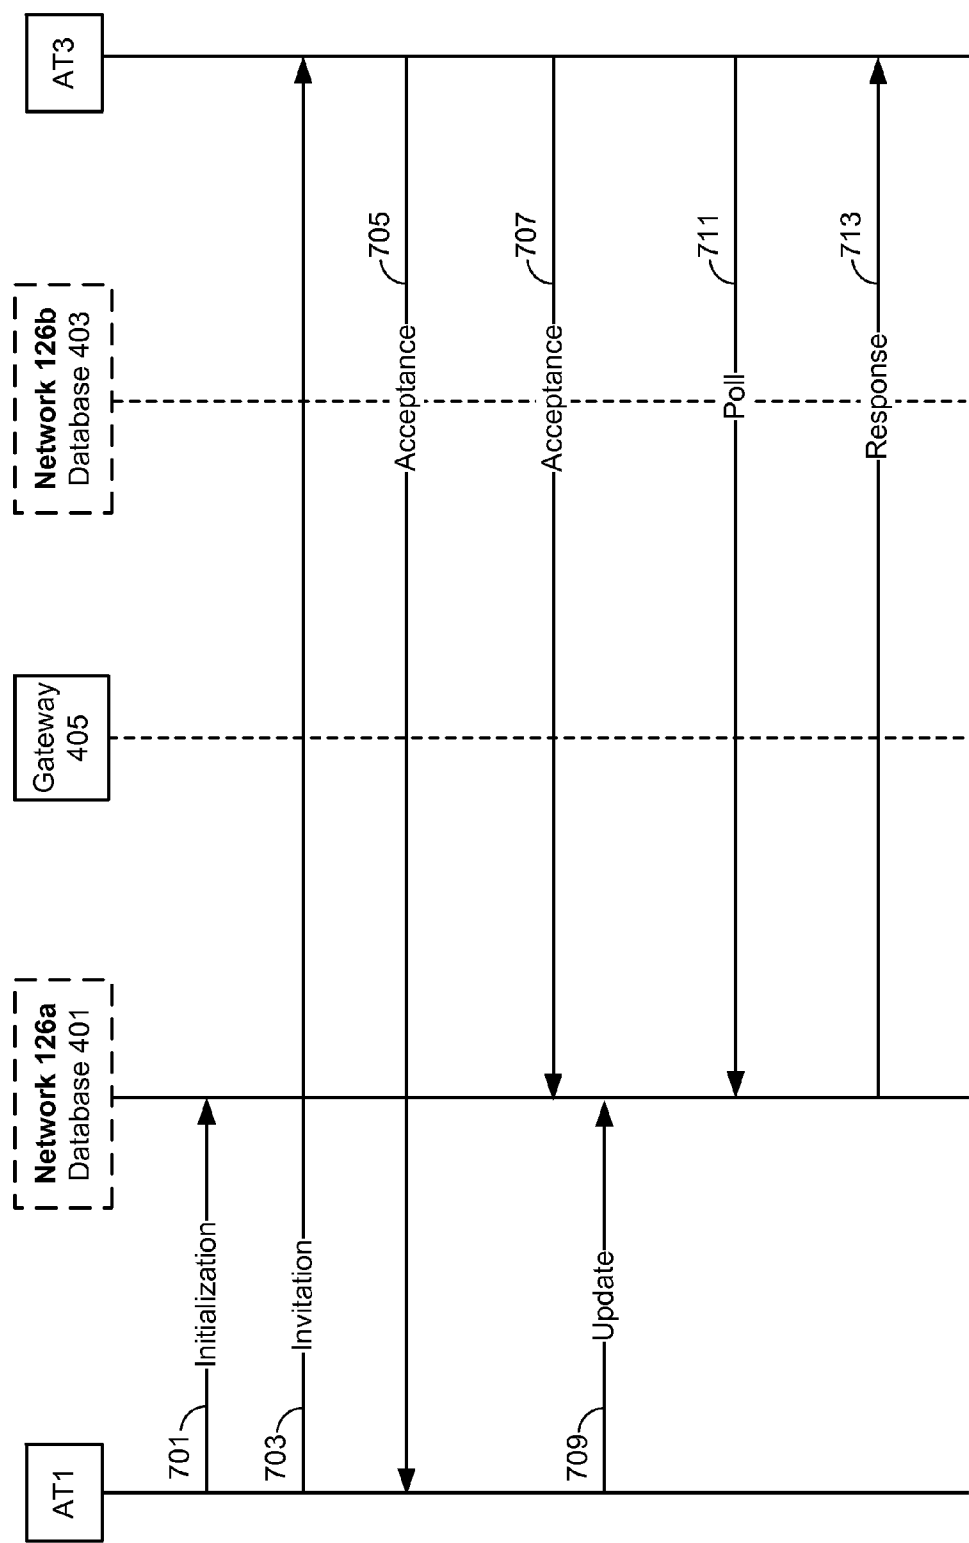 AT1
Network 126a
Database 401
Gateway
405
Network 126b
Database 403
AT3
701
Initialization
703
Invitation
Acceptance
705
Acceptance
707
709
Update
Poll
711
Response
713